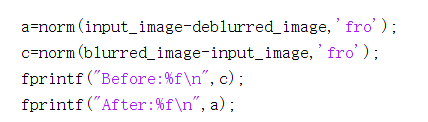 a=norm(input_image-deblurred_image,'fro');
c=norm(blurred_image-input_image,'fro');
fprintf("Before:%f\n",c);
fprintf("After:%f\n",a);